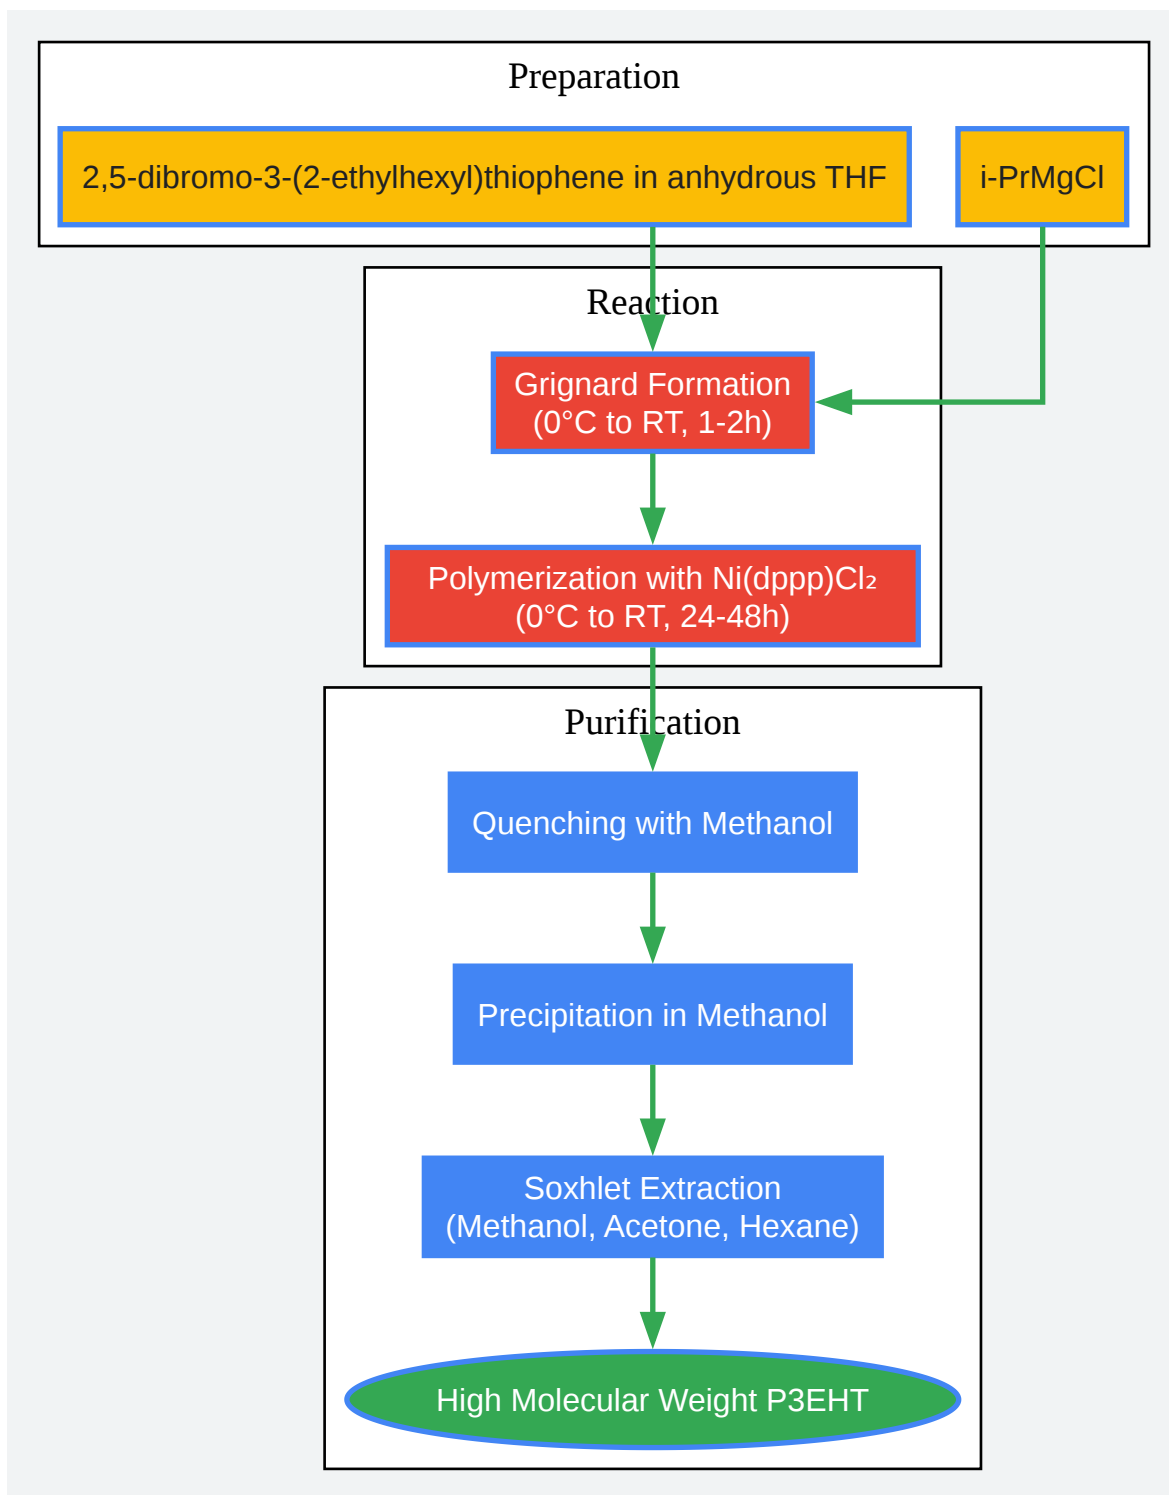 Preparation
2,5-dibromo-3-(2-ethylhexyl)thiophene in anhydrous THF
i-PrMgCl
Reaction
Grignard Formation
(0°C to RT, 1-2h)
Polymerization with Ni(dppp)Cl₂
(0°C to RT, 24-48h)
Purification
Quenching with Methanol
Precipitation in Methanol
Soxhlet Extraction
(Methanol, Acetone, Hexane)
High Molecular Weight P3EHT